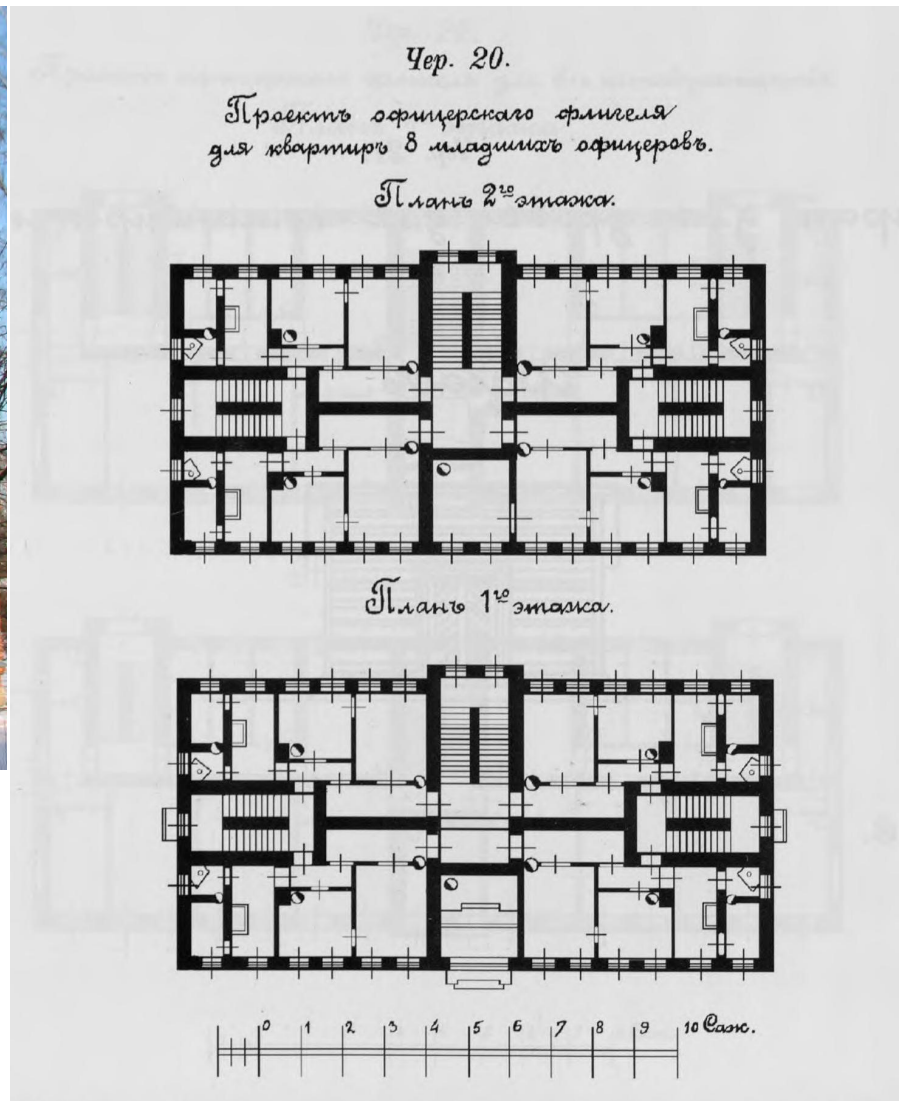 Чер. 20.
Проектъ офицерскаго флигеля
для квартиръ 8 младшихъ офицеровъ.
Планъ 2го этажа.
Планъ 1го этажа.
0 1 2 3 4 5 6 7 8 9 10 Саж.